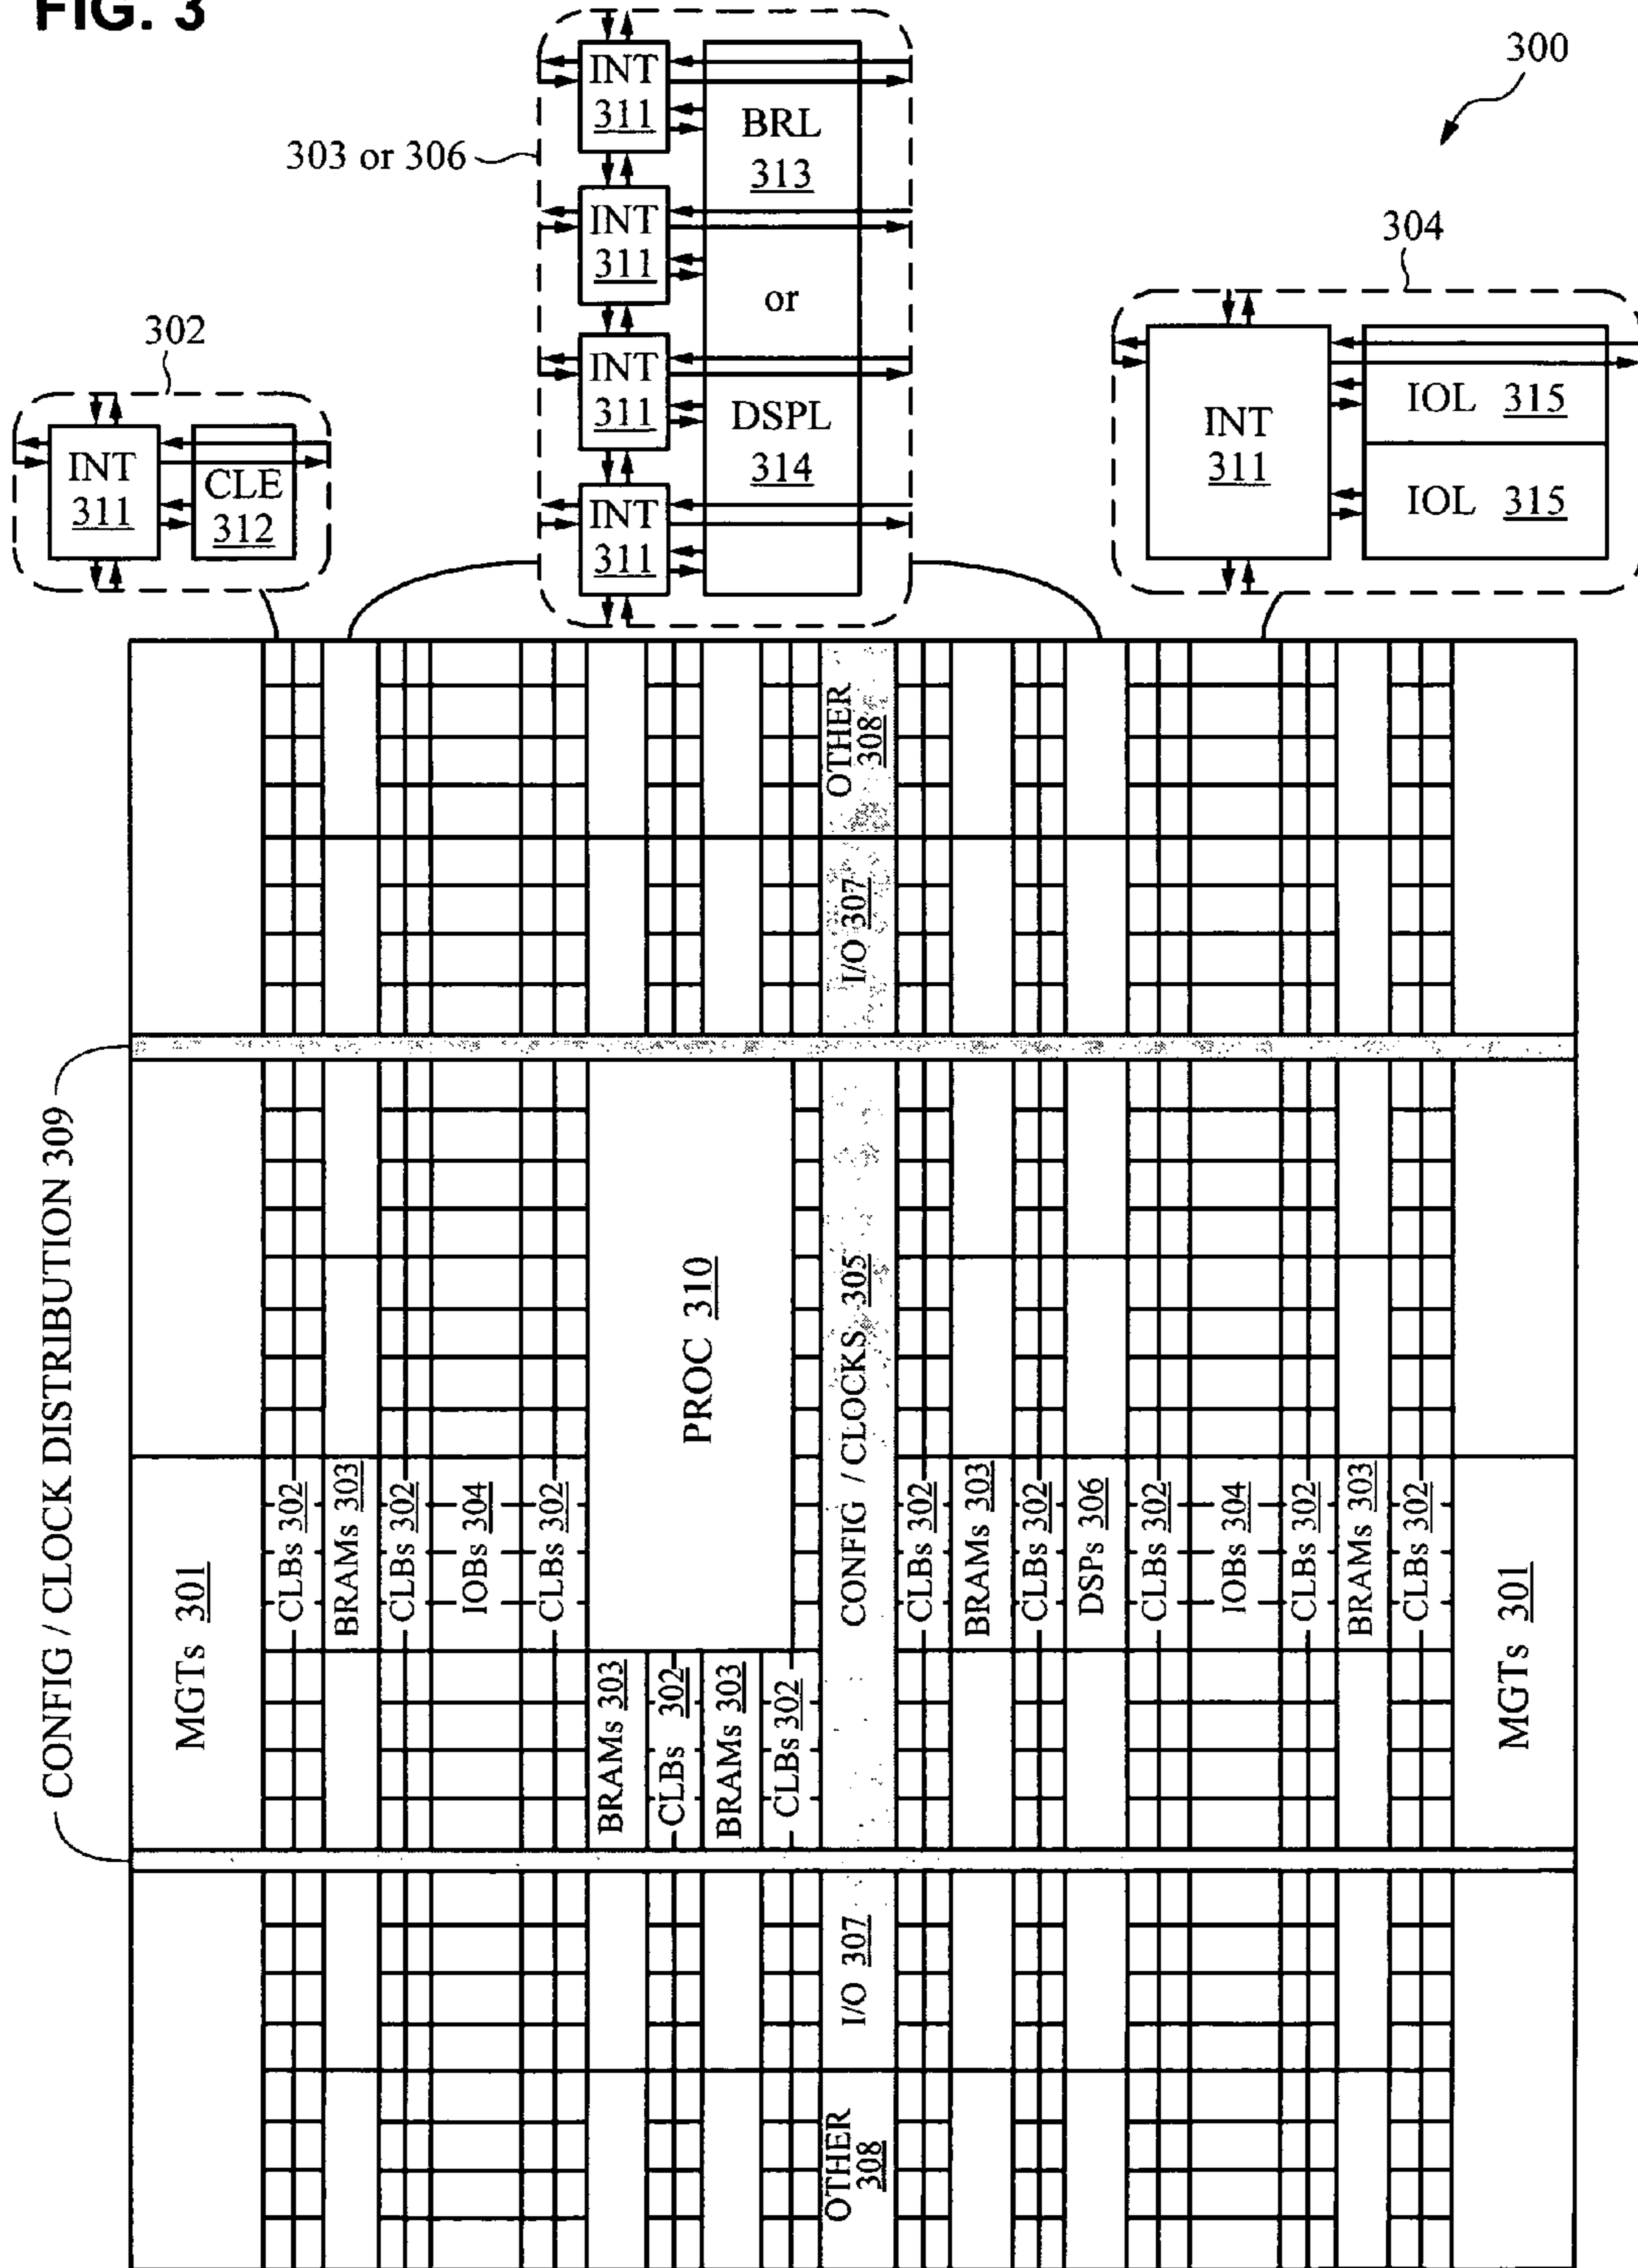 FIG. 3
300
303 or 306
INT
311
INT
311
INT
311
INT
311
BRL
313
or
DSPL
314
304
INT
311
IOL 315
IOL 315
302
INT
311
CLE
312
OTHER
308
I/O 307
CONFIG / CLOCK DISTRIBUTION 309
PROC 310
CONFIG / CLOCKS 305
MGTs 301
CLBs 302
BRAMs 303
CLBs 302
IOBs 304
CLBs 302
BRAMs 303
CLBs 302
BRAMs 303
CLBs 302
CLBs 302
BRAMs 303
CLBs 302
DSPs 306
CLBs 302
IOBs 304
CLBs 302
BRAMs 303
CLBs 302
MGTs 301
I/O 307
OTHER
308